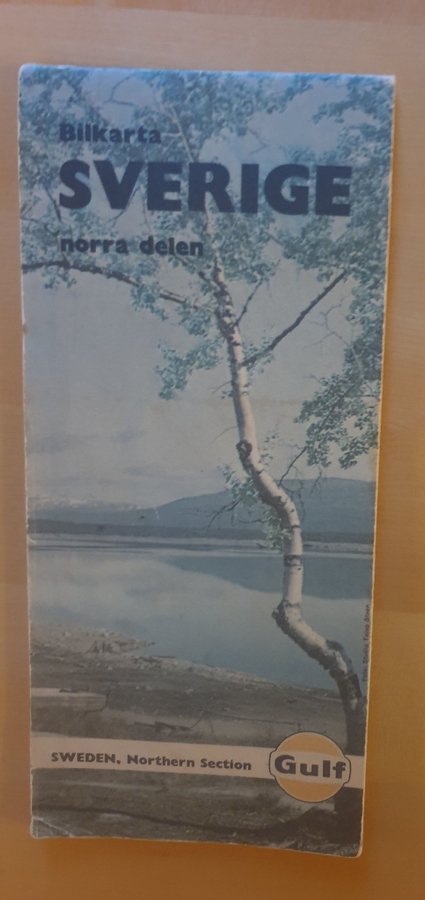 Bilkarta
SVERIGE
norra delen
SWEDEN, Northern Section
Gulf